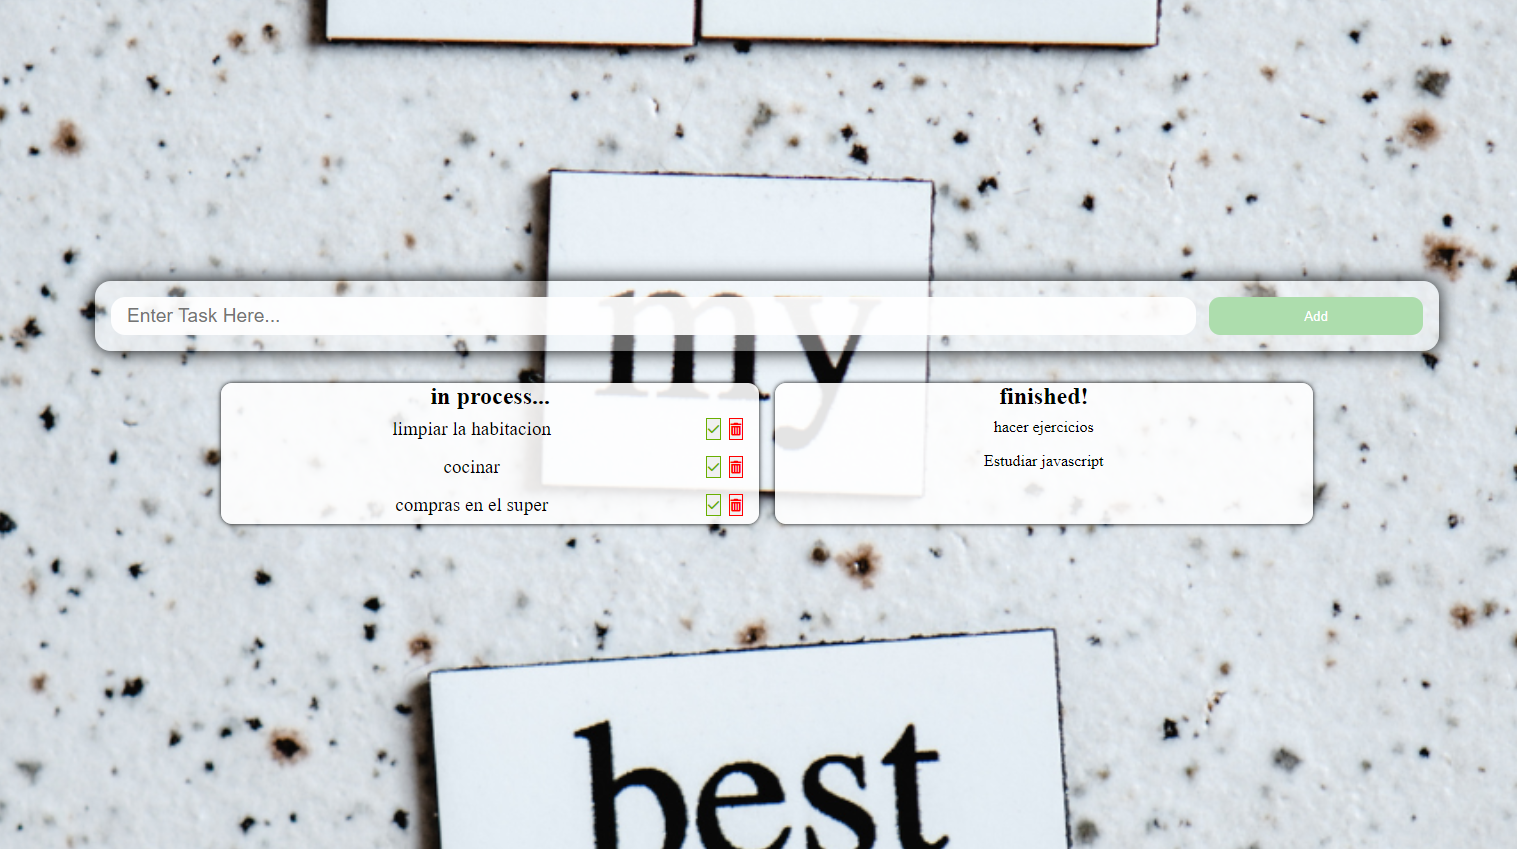 my
Enter Task Here...
Add
in process...
limpiar la habitacion
cocinar
compras en el super
finished!
hacer ejercicios
Estudiar javascript
best